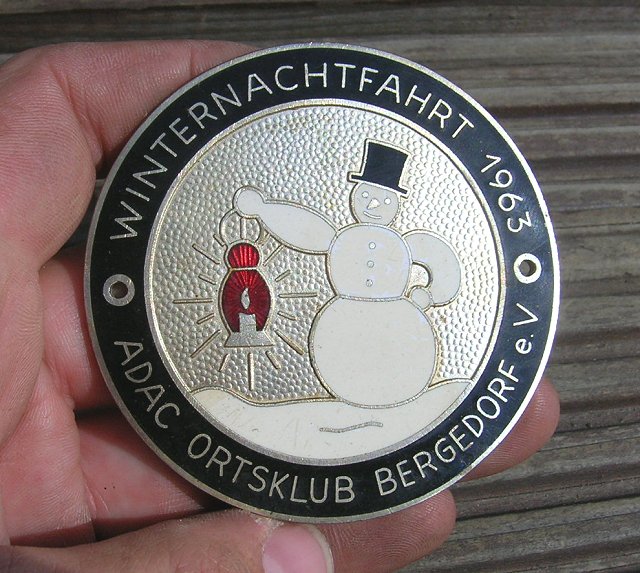 WINTERNACHTFAHRT 1963
ADAC ORTSKLUB BERGEDORF e.V